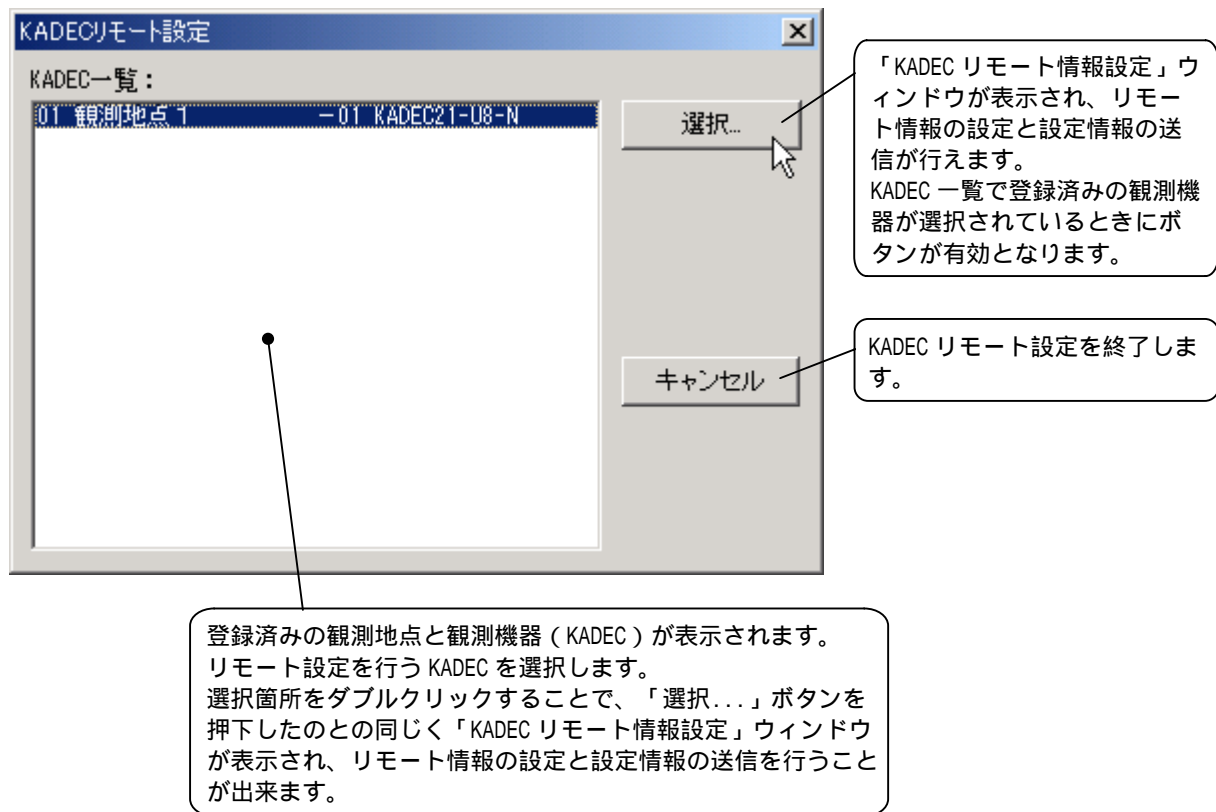 KADECリモート設定
KADEC一覧：
01 観測地点1 －01 KADEC21-U8-N
選択...
キャンセル
「KADEC リモート情報設定」ウ
ィンドウが表示され、リモー
ト情報の設定と設定情報の送
信が行えます。
KADEC 一覧で登録済みの観測機
器が選択されているときにボ
タンが有効となります。
KADEC リモート設定を終了しま
す。
登録済みの観測地点と観測機器（KADEC）が表示されます。
リモート設定を行う KADEC を選択します。
選択箇所をダブルクリックすることで、「選択...」ボタンを
押下したのとの同じく「KADEC リモート情報設定」ウィンドウ
が表示され、リモート情報の設定と設定情報の送信を行うこと
が出来ます。